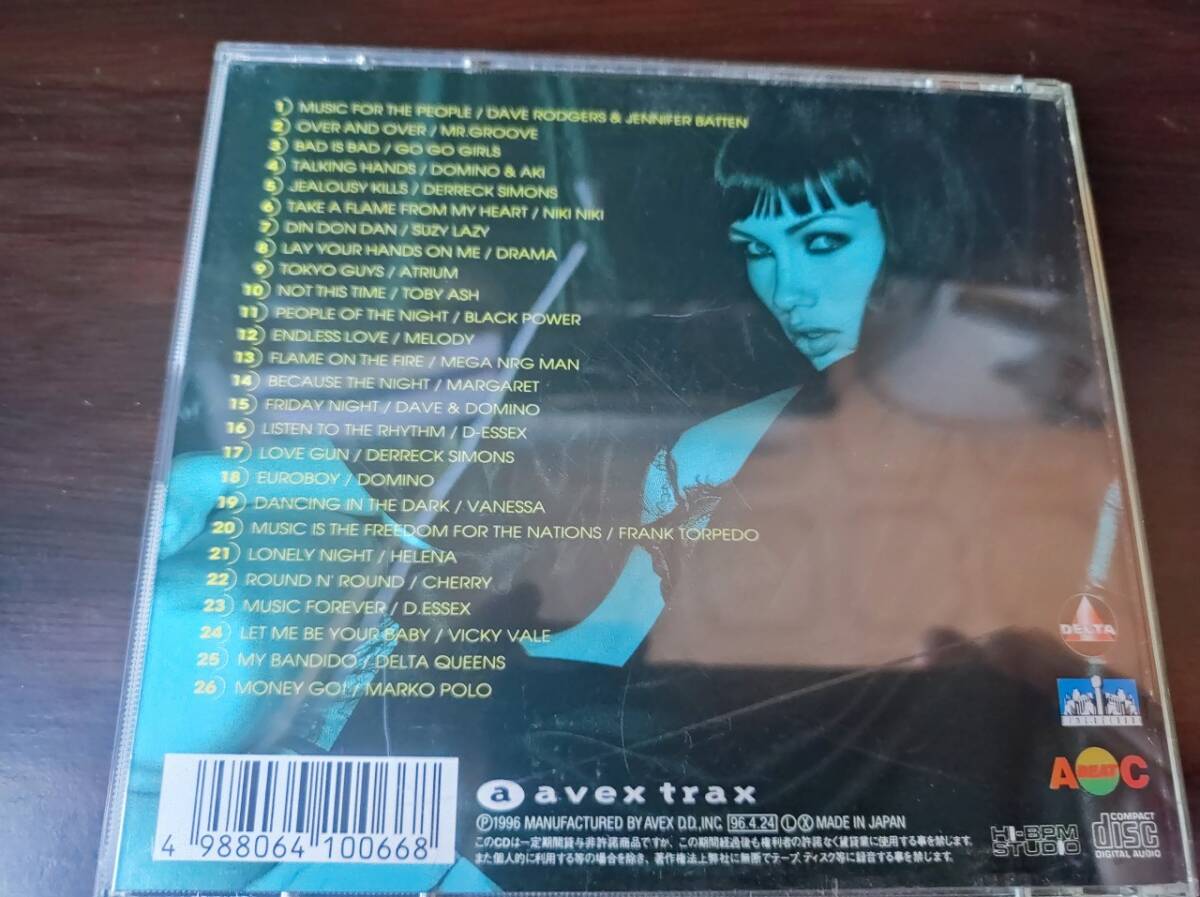 1 MUSIC FOR THE PEOPLE / DAVE RODGERS & JENNIFER BATTEN
2 OVER AND OVER / MR.GROOVE
3 BAD IS BAD / GO GO GIRLS
4 TALKING HANDS / DOMINO & AKI
5 JEALOUSY KILLS / DERRECK SIMONS
6 TAKE A FLAME FROM MY HEART / NIKI NIKI
7 DIN DON DAN / SUZY LAZY
8 LAY YOUR HANDS ON ME / DRAMA
9 TOKYO GUYS / ATRIUM
10 NOT THIS TIME / TOBY ASH
11 PEOPLE OF THE NIGHT / BLACK POWER
12 ENDLESS LOVE / MELODY
13 FLAME ON THE FIRE / MEGA NRG MAN
14 BECAUSE THE NIGHT / MARGARET
15 FRIDAY NIGHT / DAVE & DOMINO
16 LISTEN TO THE RHYTHM / D-ESSEX
17 LOVE GUN / DERRECK SIMONS
18 EUROBOY / DOMINO
19 DANCING IN THE DARK / VANESSA
20 MUSIC IS THE FREEDOM FOR THE NATIONS / FRANK TORPEDO
21 LONELY NIGHT / HELENA
22 ROUND N' ROUND / CHERRY
23 MUSIC FOREVER / D.ESSEX
24 LET ME BE YOUR BABY / VICKY VALE
25 MY BANDIDO / DELTA QUEENS
26 MONEY GO! / MARKO POLO
DELTA
A BEAT C
4 988064 100668
a avex trax
Ⓟ1996 MANUFACTURED BY AVEX D.D.,INC 96.4.24 Ⓛ Ⓧ MADE IN JAPAN
このCDは一定期間貸与非許諾商品ですが、この期間経過後も権利者の許諾なく賃貸業に使用する事を禁じます。
また個人的に利用する等の場合を除き、著作権法上弊社に無断でテープ、ディスク等に録音する事を禁じます。
HI-BPM STUDIO
COMPACT disc DIGITAL AUDIO